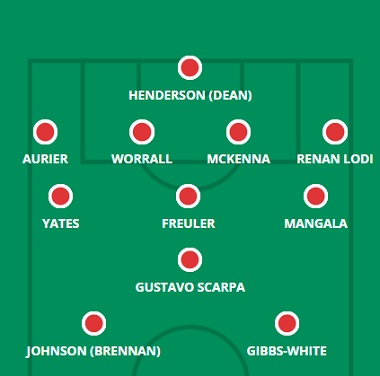 HENDERSON (DEAN)
AURIER WORRALL MCKENNA RENAN LODI
YATES FREULER MANGALA
GUSTAVO SCARPA
JOHNSON (BRENNAN) GIBBS-WHITE